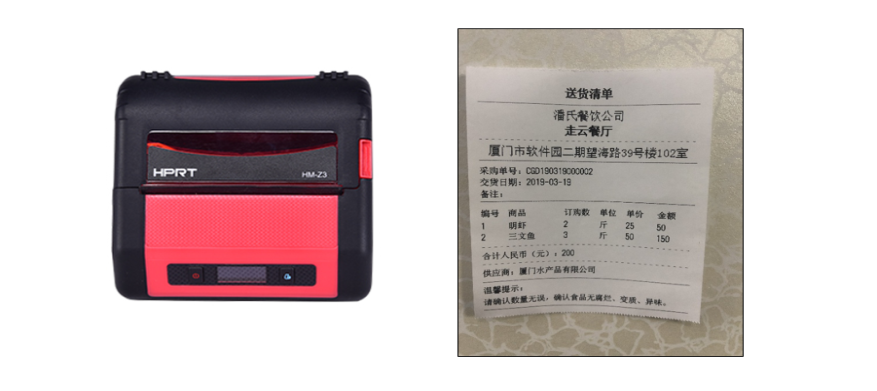 HPRT
HM-Z3
送货清单
潘氏餐饮公司
走云餐厅
厦门市软件园二期望海路39号楼102室
采购单号：CGD190319000002
交货日期：2019-03-19
备注：
编号 商品 订购数 单位 单价 金额
1 明虾 2 斤 25 50
2 三文鱼 3 斤 50 150
合计人民币（元）：200
供应商：厦门水产品有限公司
温馨提示：
请确认数量无误，确认食品无腐烂、变质、异味。